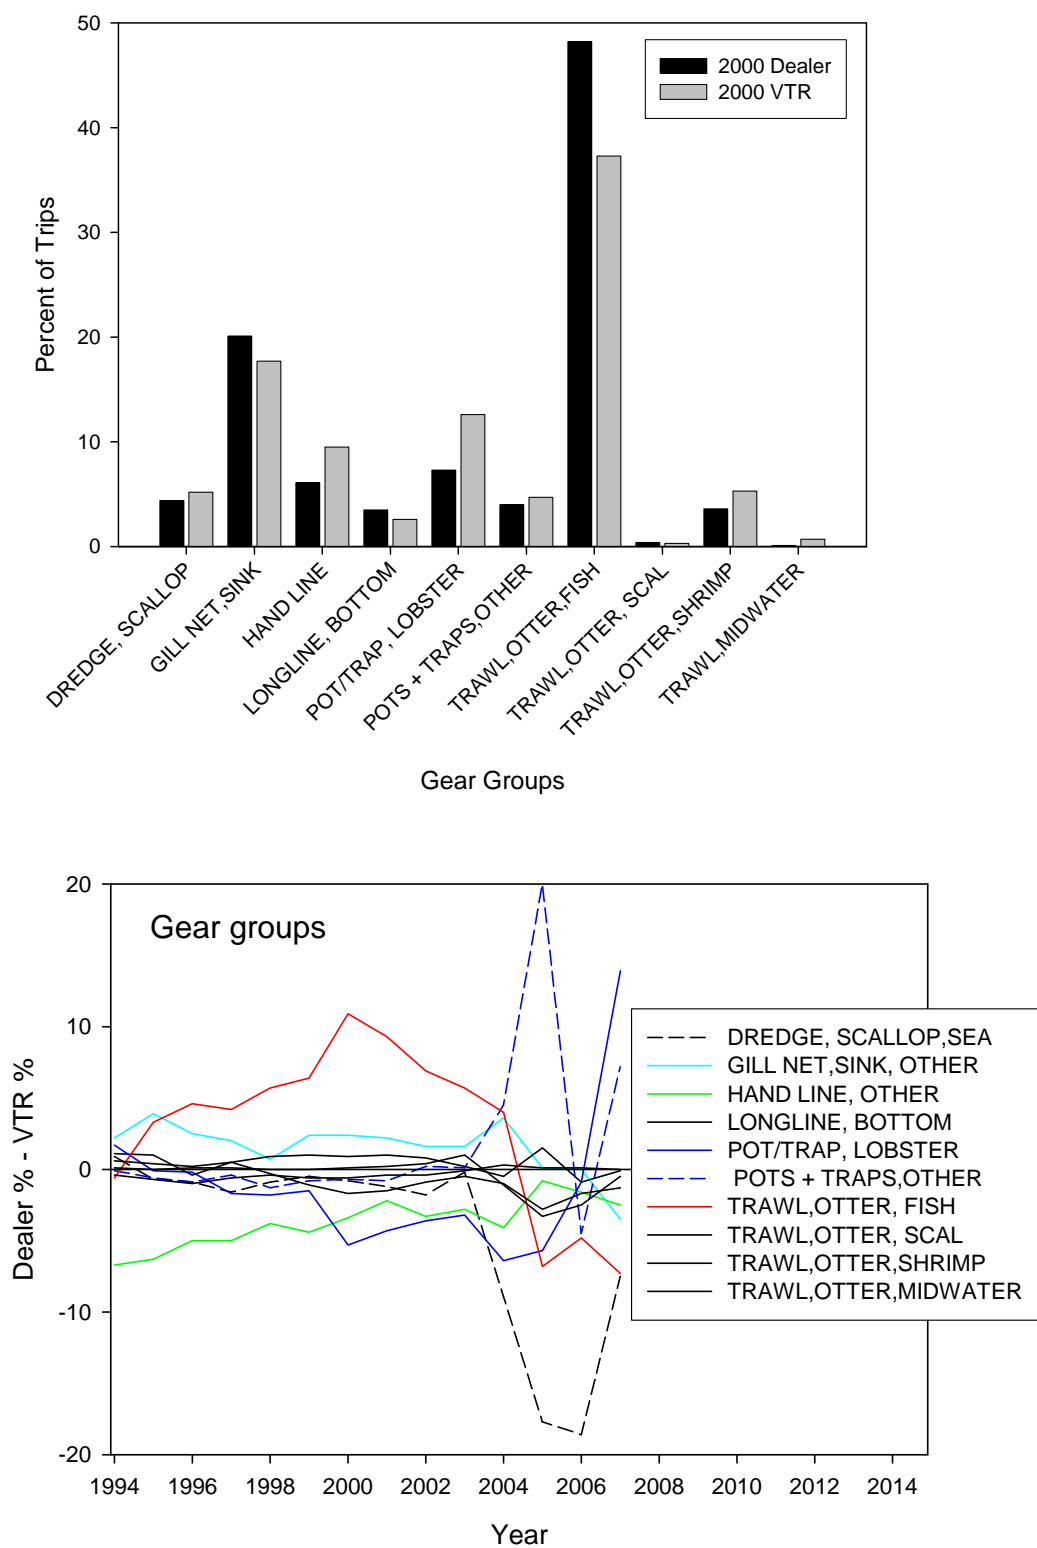 50
40
30
20
10
0
Percent of Trips
2000 Dealer
2000 VTR
DREDGE, SCALLOP
GILL NET,SINK
HAND LINE
LONGLINE, BOTTOM
POT/TRAP, LOBSTER
POTS + TRAPS,OTHER
TRAWL,OTTER,FISH
TRAWL,OTTER, SCAL
TRAWL,OTTER,SHRIMP
TRAWL,MIDWATER
Gear Groups
20
10
0
-10
-20
Dealer % - VTR %
Gear groups
DREDGE, SCALLOP,SEA
GILL NET,SINK, OTHER
HAND LINE, OTHER
LONGLINE, BOTTOM
POT/TRAP, LOBSTER
POTS + TRAPS,OTHER
TRAWL,OTTER, FISH
TRAWL,OTTER, SCAL
TRAWL,OTTER,SHRIMP
TRAWL,OTTER,MIDWATER
1994 1996 1998 2000 2002 2004 2006 2008 2010 2012 2014
Year